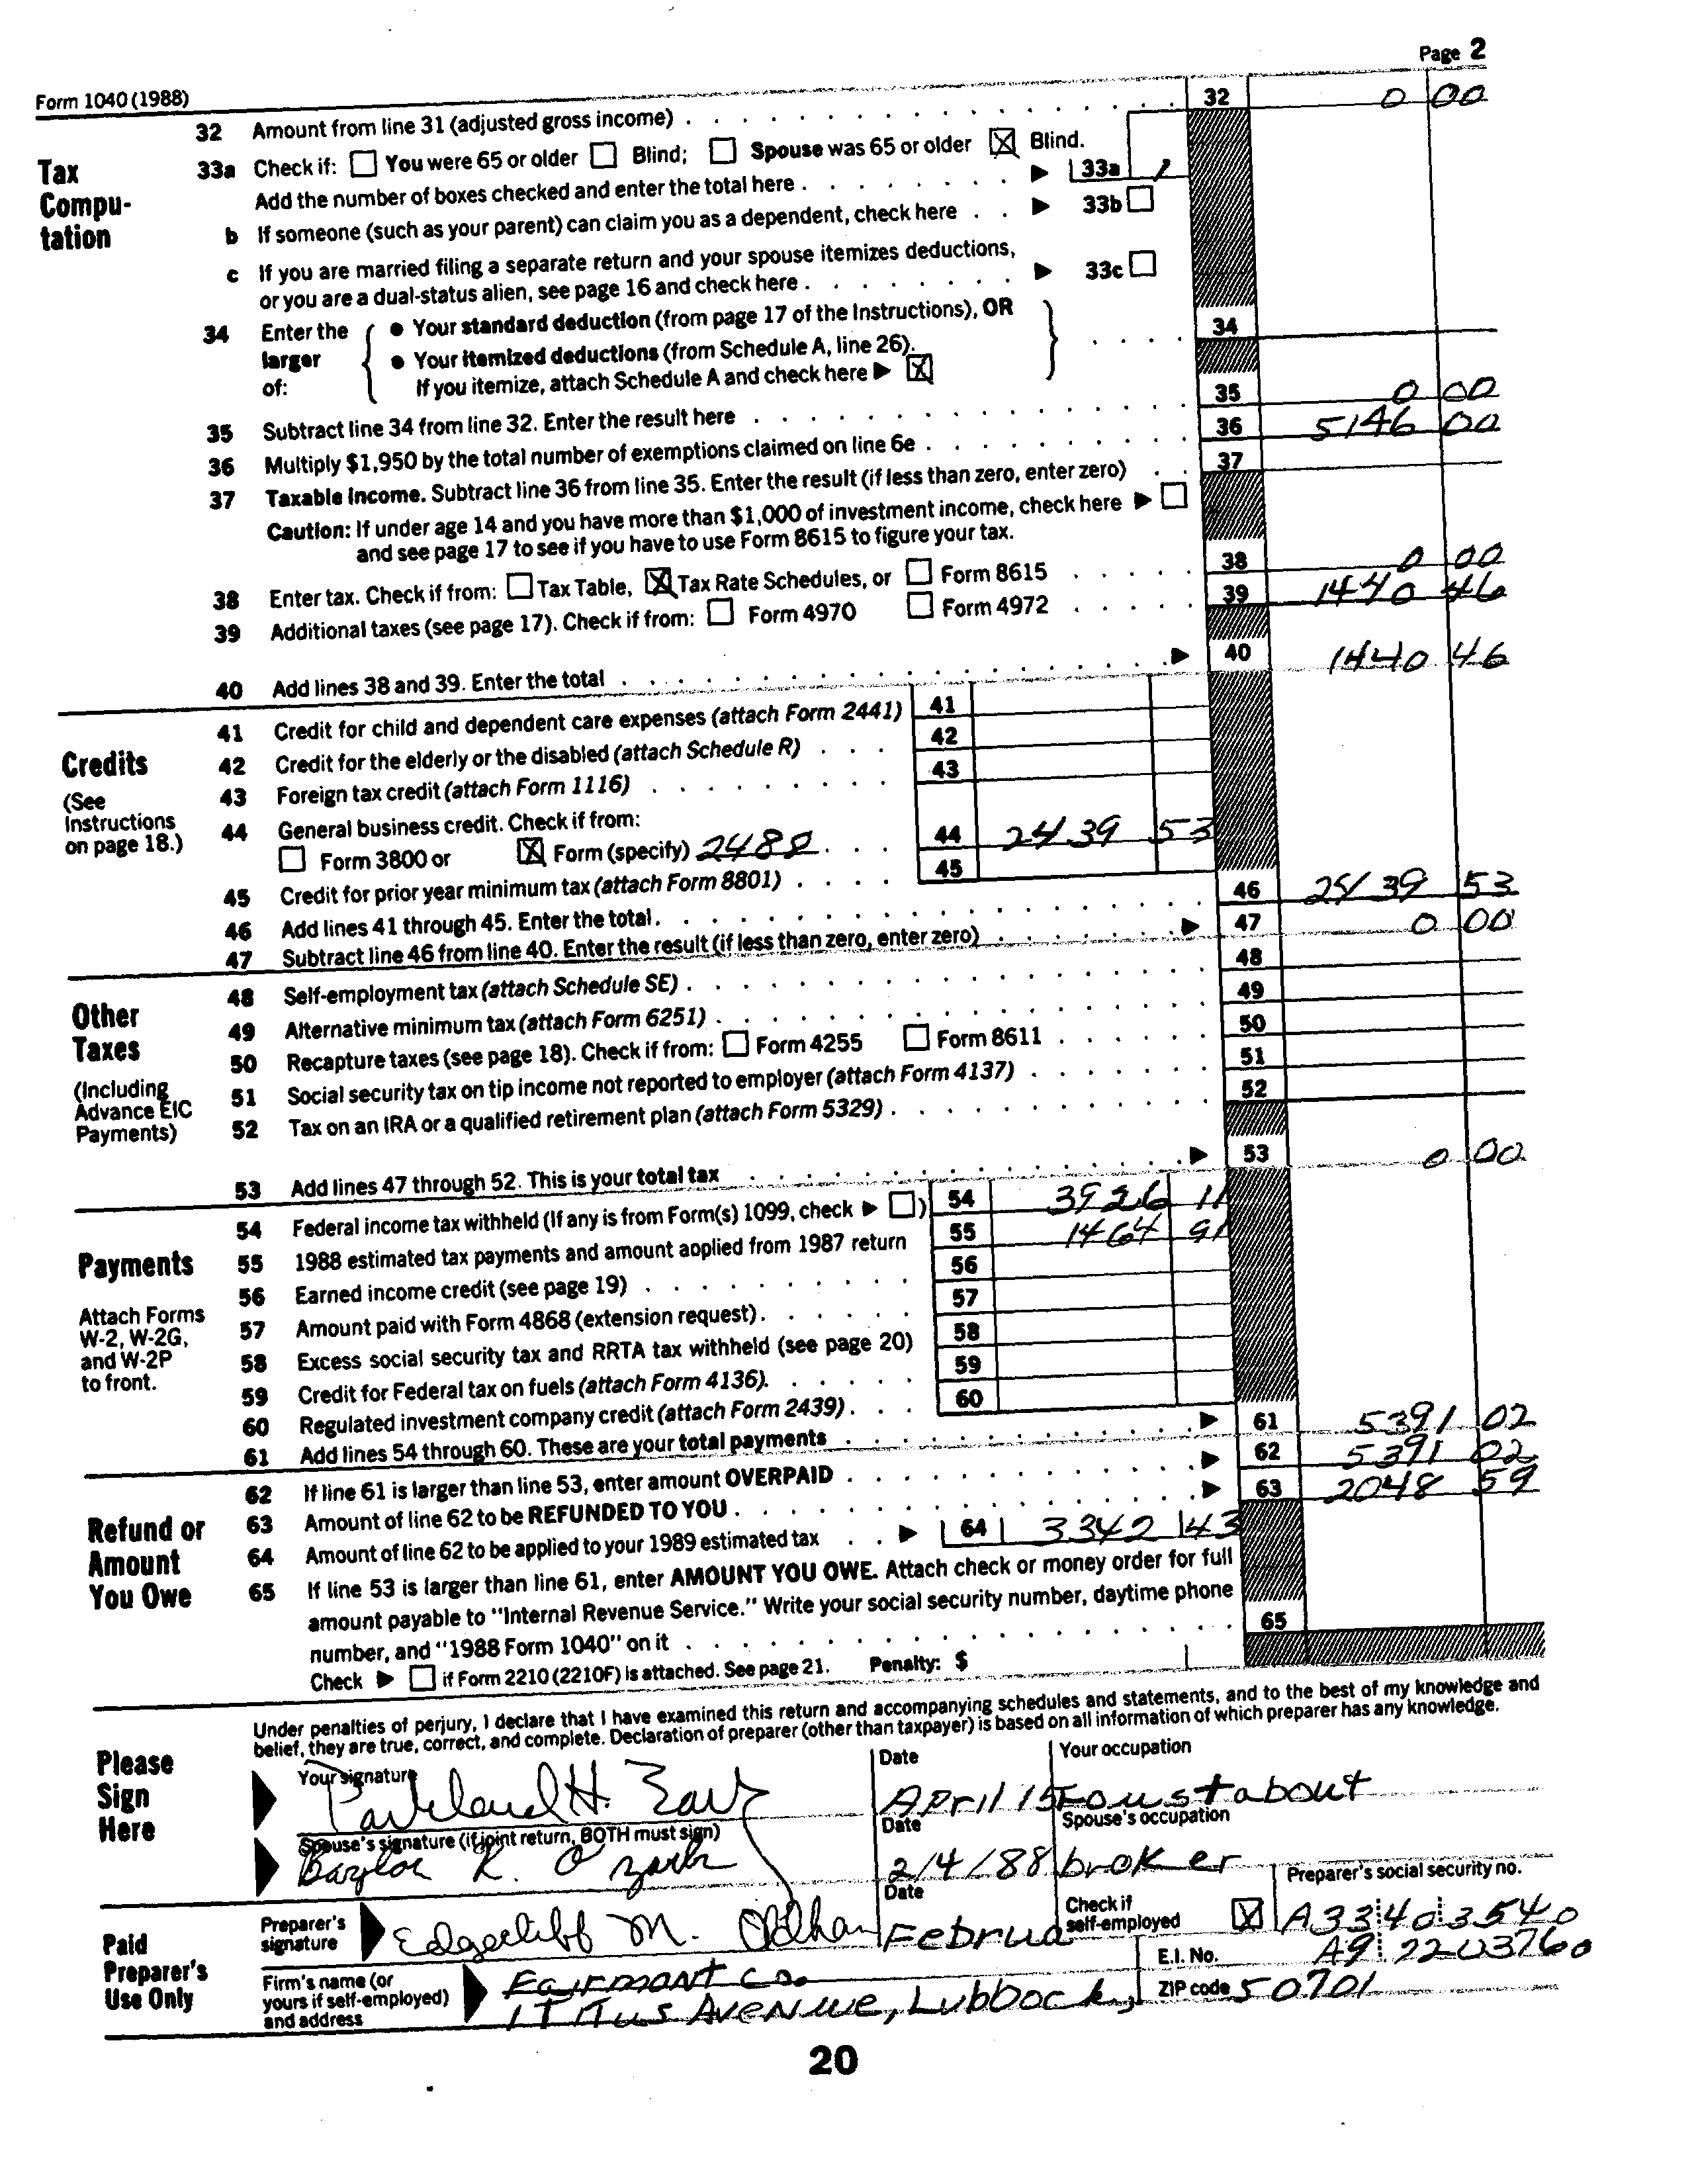 Page 2
Form 1040 (1988)
32 Amount from line 31 (adjusted gross income) 32 0 00
Tax Computation
33a Check if: You were 65 or older Blind; Spouse was 65 or older X Blind.
Add the number of boxes checked and enter the total here 33a 1
b If someone (such as your parent) can claim you as a dependent, check here 33b
c If you are married filing a separate return and your spouse itemizes deductions,
or you are a dual-status alien, see page 16 and check here 33c
34 Enter the larger of:
• Your standard deduction (from page 17 of the Instructions), OR 34
• Your itemized deductions (from Schedule A, line 26).
If you itemize, attach Schedule A and check here X
35 Subtract line 34 from line 32. Enter the result here 35 0 00
36 Multiply $1,950 by the total number of exemptions claimed on line 6e 36 5146 00
37 Taxable income. Subtract line 36 from line 35. Enter the result (if less than zero, enter zero) 37
Caution: If under age 14 and you have more than $1,000 of investment income, check here
and see page 17 to see if you have to use Form 8615 to figure your tax.
38 Enter tax. Check if from: Tax Table, X Tax Rate Schedules, or Form 8615 38 0 00
39 Additional taxes (see page 17). Check if from: Form 4970 Form 4972 39 1440 46
40 Add lines 38 and 39. Enter the total 40 1440 46
Credits
(See Instructions on page 18.)
41 Credit for child and dependent care expenses (attach Form 2441) 41
42 Credit for the elderly or the disabled (attach Schedule R) 42
43 Foreign tax credit (attach Form 1116) 43
44 General business credit. Check if from:
Form 3800 or X Form (specify) 2480 44 2439 53
45 Credit for prior year minimum tax (attach Form 8801) 45
46 Add lines 41 through 45. Enter the total. 46 2439 53
47 Subtract line 46 from line 40. Enter the result (if less than zero, enter zero) 47 0 00
Other Taxes
(Including Advance EIC Payments)
48 Self-employment tax (attach Schedule SE) 48
49 Alternative minimum tax (attach Form 6251) 49
50 Recapture taxes (see page 18). Check if from: Form 4255 Form 8611 50
51 Social security tax on tip income not reported to employer (attach Form 4137) 51
52 Tax on an IRA or a qualified retirement plan (attach Form 5329) 52
53 Add lines 47 through 52. This is your total tax 53 0 00
Payments
Attach Forms W-2, W-2G, and W-2P to front.
54 Federal income tax withheld (If any is from Form(s) 1099, check ) 54 3926 11
55 1988 estimated tax payments and amount applied from 1987 return 55 1464 91
56 Earned income credit (see page 19) 56
57 Amount paid with Form 4868 (extension request) 57
58 Excess social security tax and RRTA tax withheld (see page 20) 58
59 Credit for Federal tax on fuels (attach Form 4136). 59
60 Regulated investment company credit (attach Form 2439) 60
61 Add lines 54 through 60. These are your total payments 61 5391 02
Refund or Amount You Owe
62 If line 61 is larger than line 53, enter amount OVERPAID 62 5391 02
63 Amount of line 62 to be REFUNDED TO YOU 63 2048 59
64 Amount of line 62 to be applied to your 1989 estimated tax 64 3342 43
65 If line 53 is larger than line 61, enter AMOUNT YOU OWE. Attach check or money order for full
amount payable to "Internal Revenue Service." Write your social security number, daytime phone
number, and "1988 Form 1040" on it 65
Check if Form 2210 (2210F) is attached. See page 21. Penalty: $
Please Sign Here
Under penalties of perjury, I declare that I have examined this return and accompanying schedules and statements, and to the best of my knowledge and
belief, they are true, correct, and complete. Declaration of preparer (other than taxpayer) is based on all information of which preparer has any knowledge.
Your signature Date Your occupation
H. April 15 Foustabout
Spouse's signature (if joint return, BOTH must sign) Date Spouse's occupation
Baylor R. Ozark 2/4/88 broker
Paid Preparer's Use Only
Preparer's signature Date Check if self-employed X Preparer's social security no.
Edgecliff M. Oldham Februa A33 40 3540
Firm's name (or yours if self-employed) and address E.I. No. A9 2203760
Fairmont Co.
1 Titus Avenue, Lubbock, ZIP code 50701
20